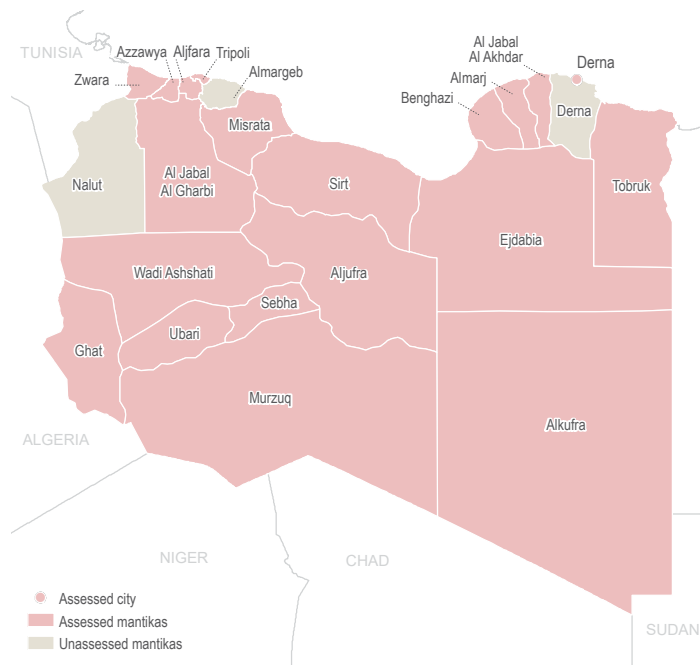 TUNISIA
Azzawya
Aljfara
Tripoli
Zwara
Almargeb
Al Jabal
Al Akhdar
Derna
Almarj
Benghazi
Derna
Misrata
Nalut
Al Jabal
Al Gharbi
Sirt
Tobruk
Ejdabia
Wadi Ashshati
Aljufra
Sebha
Ubari
Ghat
Murzuq
Alkufra
ALGERIA
NIGER
CHAD
SUDAN
Assessed city
Assessed mantikas
Unassessed mantikas